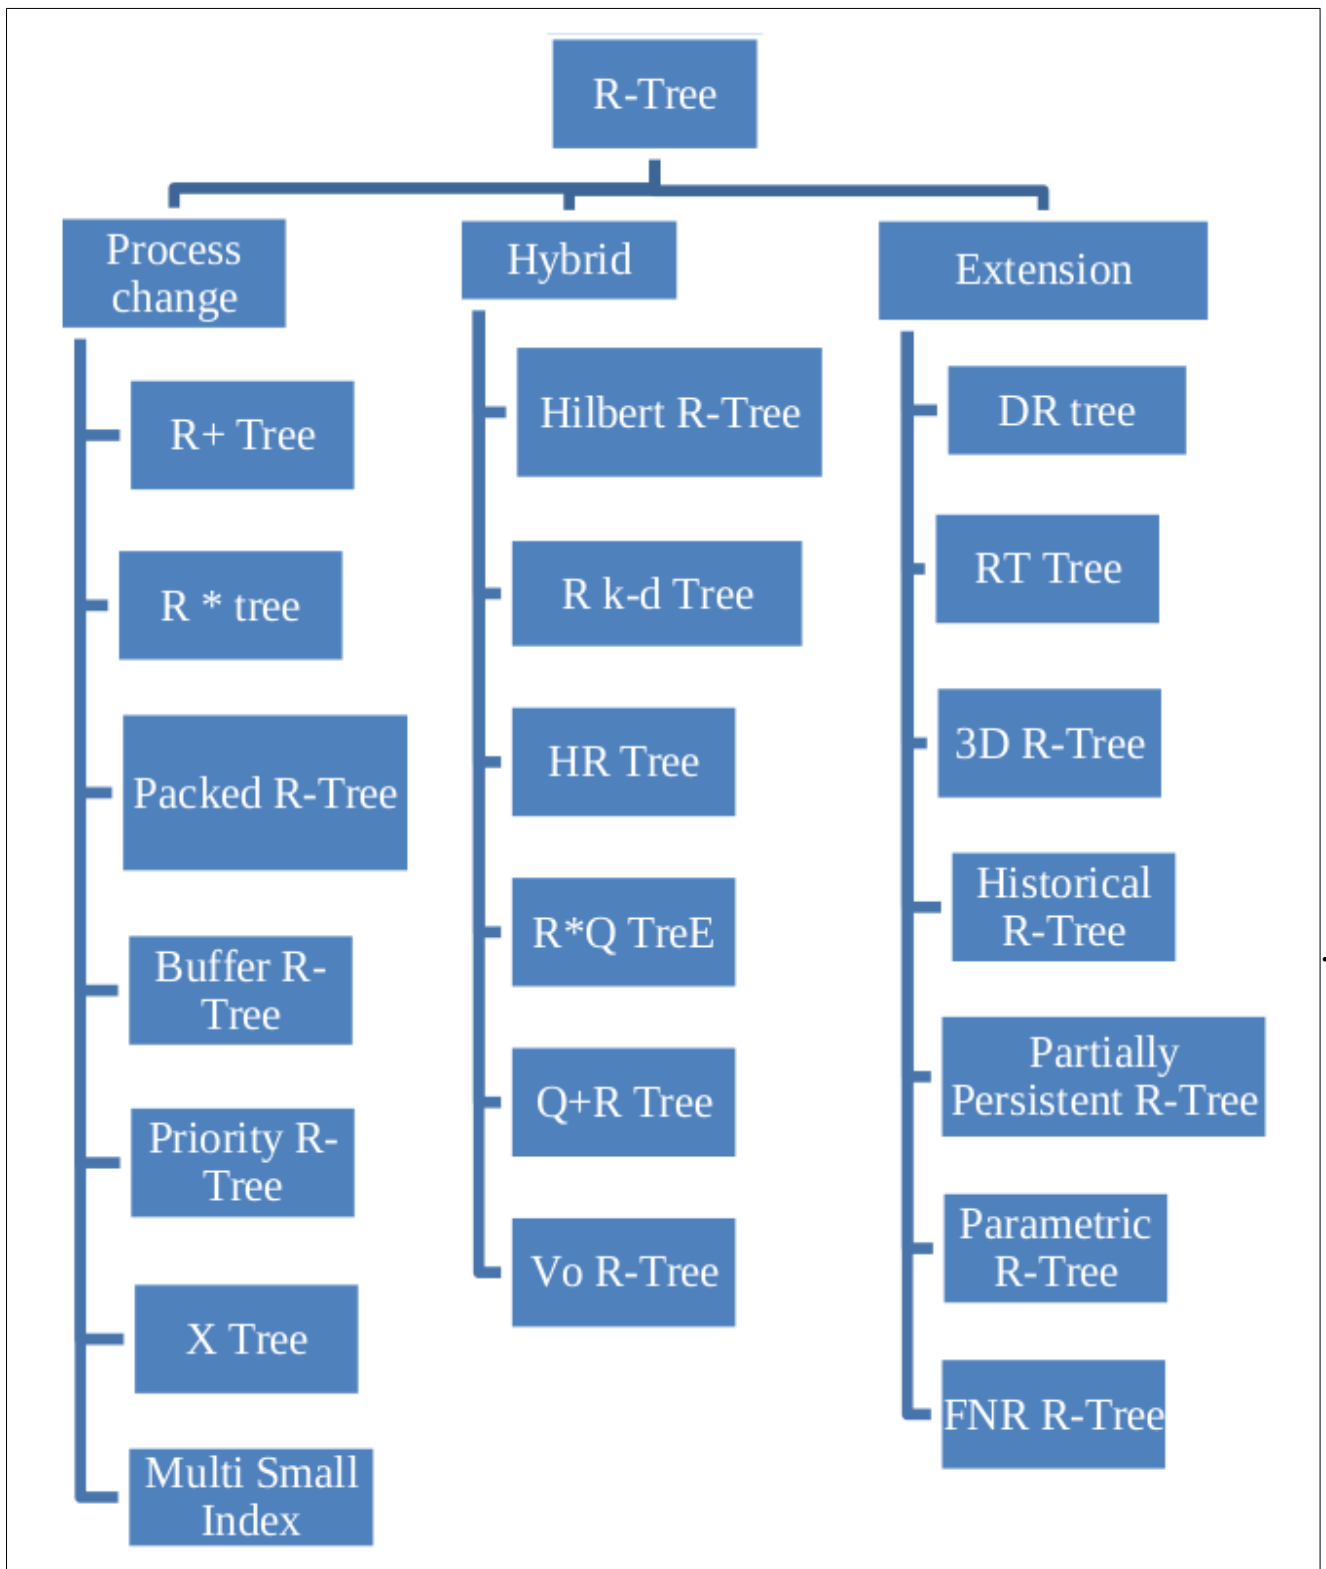 R-Tree
Process
change
R+ Tree
R * tree
Packed R-Tree
Buffer R-
Tree
Priority R-
Tree
X Tree
Multi Small
Index
Hybrid
Hilbert R-Tree
R k-d Tree
HR Tree
R*Q TreE
Q+R Tree
Vo R-Tree
Extension
DR tree
RT Tree
3D R-Tree
Historical
R-Tree
Partially
Persistent R-Tree
Parametric
R-Tree
FNR R-Tree